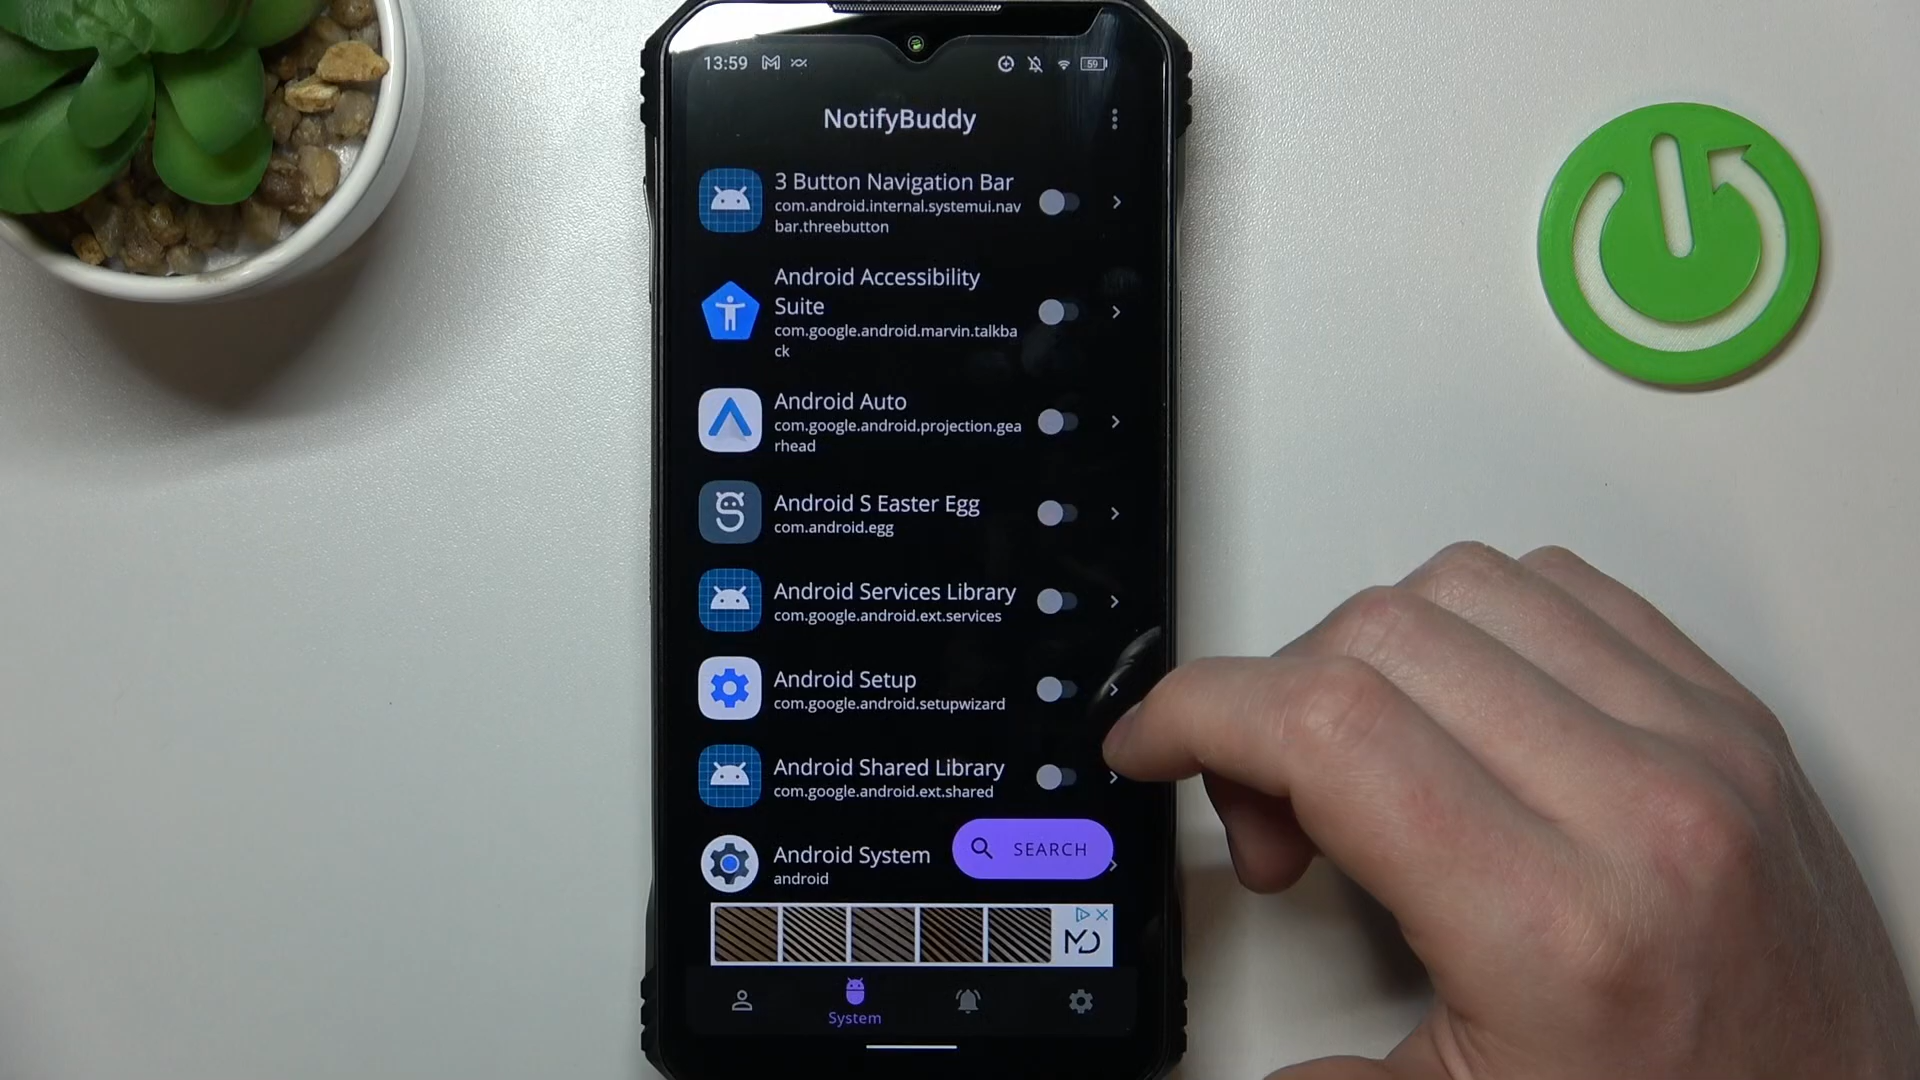 13:59
59
NotifyBuddy
3 Button Navigation Bar
com.android.internal.systemui.nav
bar.threebutton
Android Accessibility
Suite
com.google.android.marvin.talkba
ck
Android Auto
com.google.android.projection.gea
rhead
Android S Easter Egg
com.android.egg
Android Services Library
com.google.android.ext.services
Android Setup
com.google.android.setupwizard
Android Shared Library
com.google.android.ext.shared
Android System
android
SEARCH
System